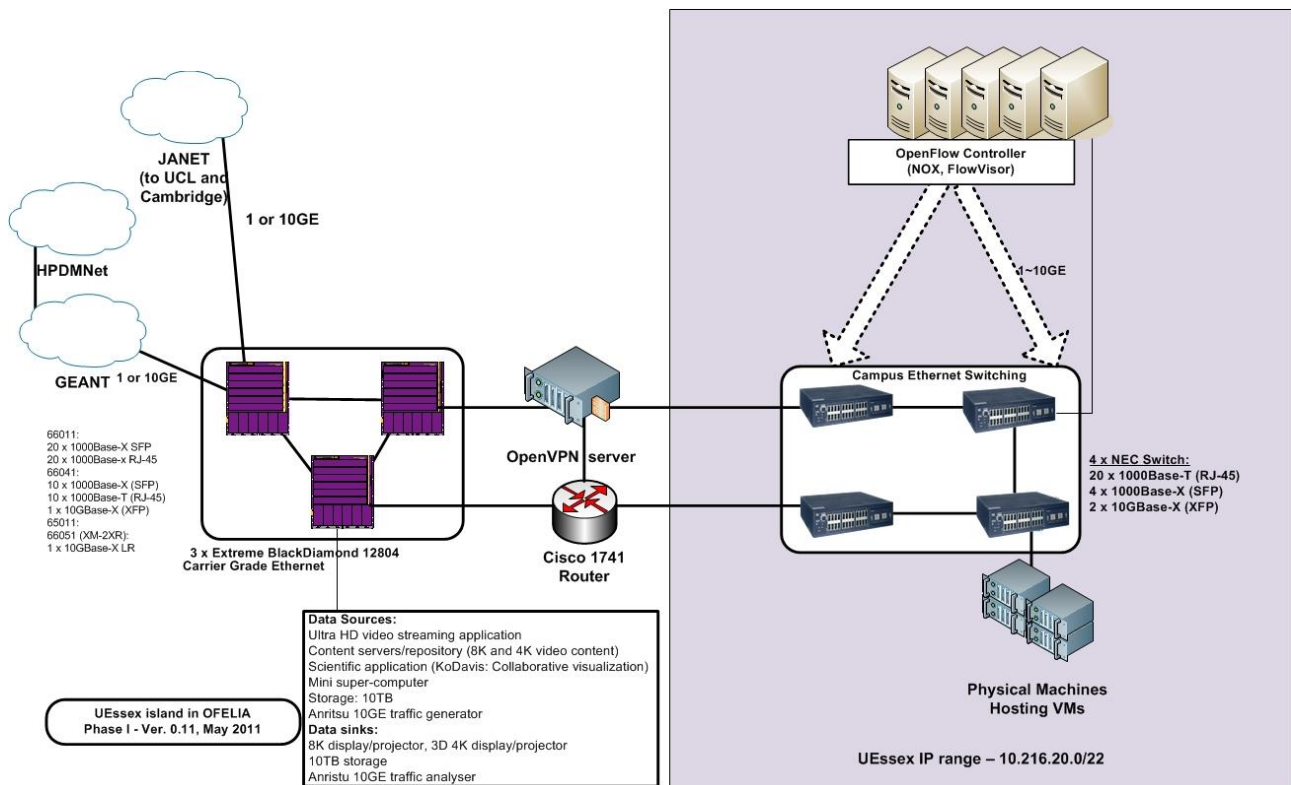 JANET
(to UCL and
Cambridge)
1 or 10GE
HPDMNet
GEANT
1 or 10GE
66011:
20 x 1000Base-X SFP
20 x 1000Base-x RJ-45
66041:
10 x 1000Base-X (SFP)
10 x 1000Base-T (RJ-45)
1 x 10GBase-X (XFP)
65011:
66051 (XM-2XR):
1 x 10GBase-X LR
3 x Extreme BlackDiamond 12804
Carrier Grade Ethernet
OpenVPN server
Cisco 1741
Router
Data Sources:
Ultra HD video streaming application
Content servers/repository (8K and 4K video content)
Scientific application (KoDavis: Collaborative visualization)
Mini super-computer
Storage: 10TB
Anritsu 10GE traffic generator
Data sinks:
8K display/projector, 3D 4K display/projector
10TB storage
Anristu 10GE traffic analyser
UEssex island in OFELIA
Phase I - Ver. 0.11, May 2011
OpenFlow Controller
(NOX, FlowVisor)
1~10GE
Campus Ethernet Switching
4 x NEC Switch:
20 x 1000Base-T (RJ-45)
4 x 1000Base-X (SFP)
2 x 10GBase-X (XFP)
Physical Machines
Hosting VMs
UEssex IP range – 10.216.20.0/22